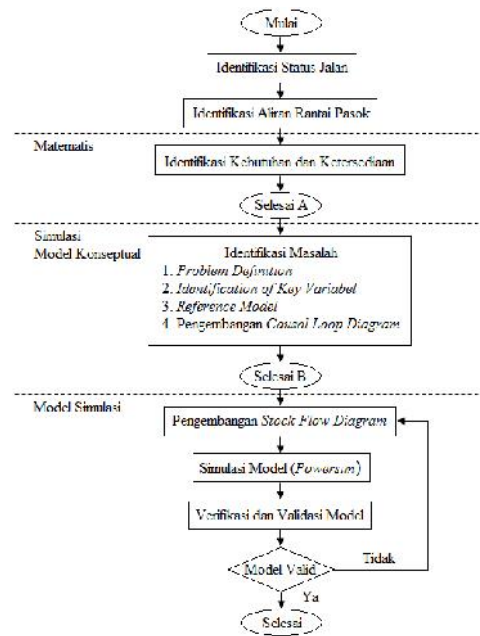 Mulai
Identifikasi Status Jalan
Identifikasi Aliran Rantai Pasok
Matematis
Identifikasi Kebutuhan dan Ketersediaan
Selesai A
Simulasi
Model Konseptual
Identifikasi Masalah
1. Problem Definition
2. Identification of Key Variabel
3. Reference Model
4 Pengembangan Causal Loop Diagram
Selesai B
Model Simulasi
Pengembangan Stock Flow Diagram
Simulasi Model (Powersim)
Verifikasi dan Validasi Model
Model Valid
Tidak
Ya
Selesai